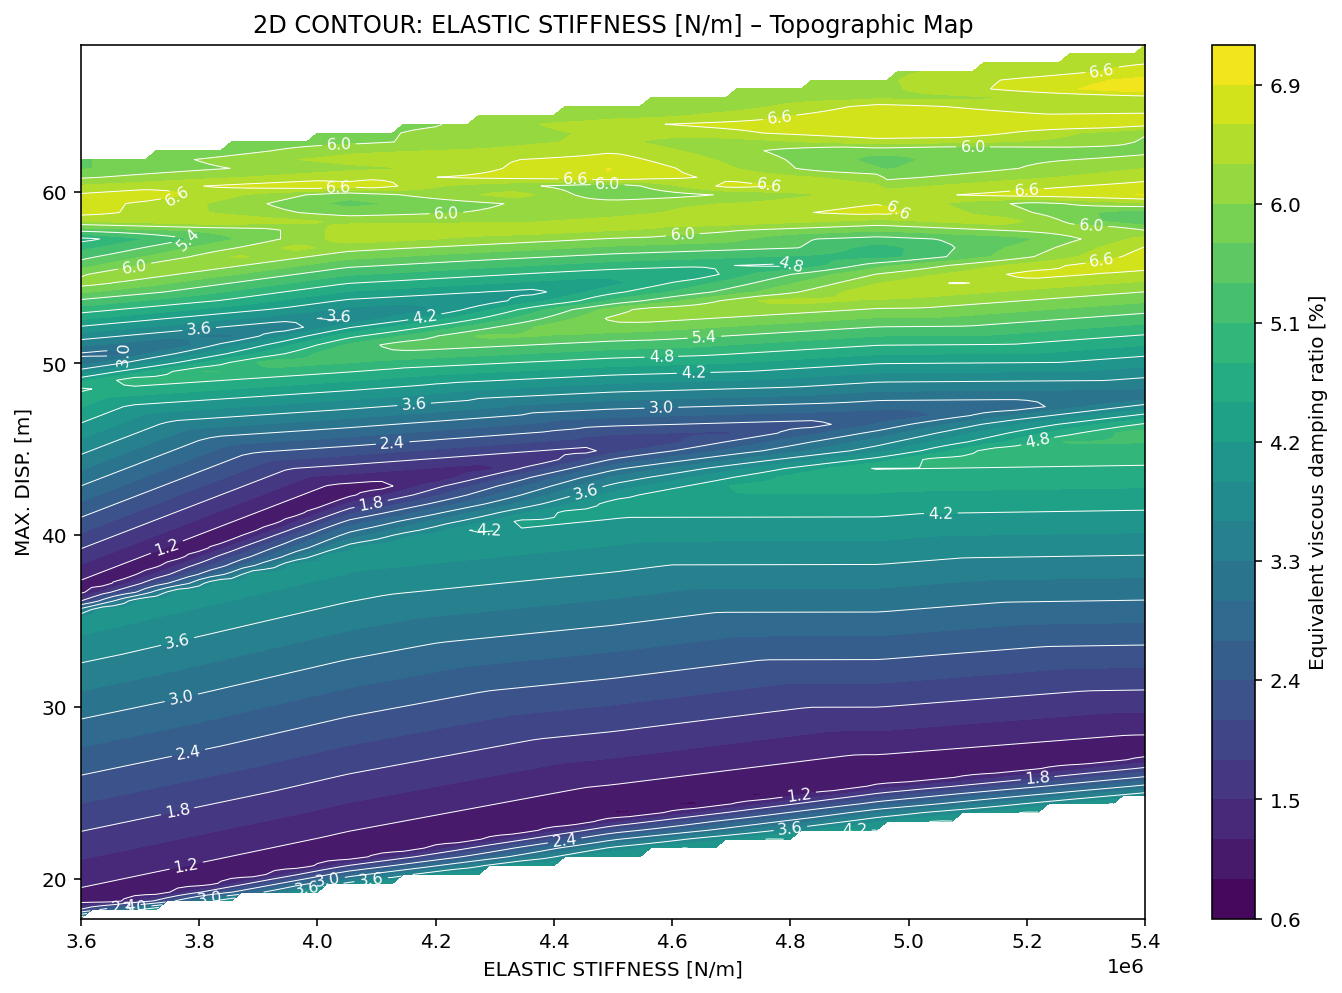 2D CONTOUR: ELASTIC STIFFNESS [N/m] – Topographic Map
MAX. DISP. [m]
60
50
40
30
20
3.6 3.8 4.0 4.2 4.4 4.6 4.8 5.0 5.2 5.4
1e6
ELASTIC STIFFNESS [N/m]
6.9
6.0
5.1
4.2
3.3
2.4
1.5
0.6
Equivalent viscous damping ratio [%]
6.6
6.6
6.0 6.0
6.6 6.6 6.0 6.6 6.6
6.6 6.0 6.6
5.4 6.0 6.0
6.0 4.8 6.6
3.6 3.6 4.2
3.0 4.8 5.4
4.2
3.6 3.0
2.4 4.8
1.8 3.6
1.2 4.2 4.2
3.6
3.0
2.4
1.8 1.2 1.8
1.2 2.4 3.6 4.2
3.0 3.6 3.0 3.6